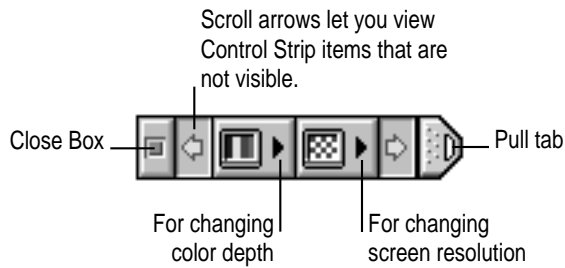 Scroll arrows let you view
Control Strip items that are
not visible.
Close Box
Pull tab
For changing
color depth
For changing
screen resolution